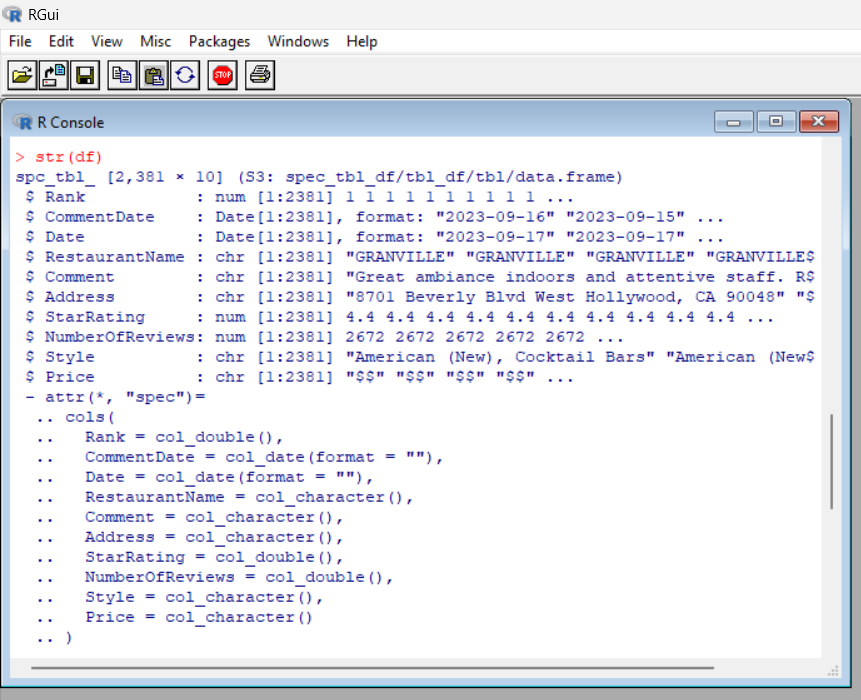 RGui
File Edit View Misc Packages Windows Help
STOP
R Console
> str(df)
spc_tbl_ [2,381 × 10] (S3: spec_tbl_df/tbl_df/tbl/data.frame)
 $ Rank           : num [1:2381] 1 1 1 1 1 1 1 1 1 1 ...
 $ CommentDate    : Date[1:2381], format: "2023-09-16" "2023-09-15" ...
 $ Date           : Date[1:2381], format: "2023-09-17" "2023-09-17" ...
 $ RestaurantName : chr [1:2381] "GRANVILLE" "GRANVILLE" "GRANVILLE" "GRANVILLE$
 $ Comment        : chr [1:2381] "Great ambiance indoors and attentive staff. R$
 $ Address        : chr [1:2381] "8701 Beverly Blvd West Hollywood, CA 90048" "$
 $ StarRating     : num [1:2381] 4.4 4.4 4.4 4.4 4.4 4.4 4.4 4.4 4.4 4.4 ...
 $ NumberOfReviews: num [1:2381] 2672 2672 2672 2672 2672 ...
 $ Style          : chr [1:2381] "American (New), Cocktail Bars" "American (New$
 $ Price          : chr [1:2381] "$$" "$$" "$$" "$$" ...
 - attr(*, "spec")=
  .. cols(
  ..   Rank = col_double(),
  ..   CommentDate = col_date(format = ""),
  ..   Date = col_date(format = ""),
  ..   RestaurantName = col_character(),
  ..   Comment = col_character(),
  ..   Address = col_character(),
  ..   StarRating = col_double(),
  ..   NumberOfReviews = col_double(),
  ..   Style = col_character(),
  ..   Price = col_character()
  .. )